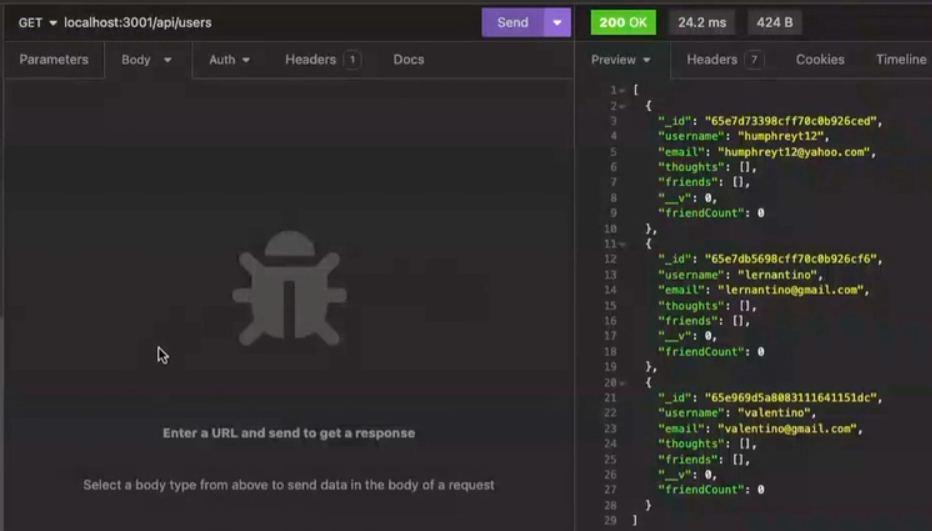 GET localhost:3001/api/users Send 200 OK 24.2 ms 424 B
Parameters Body Auth Headers 1 Docs Preview Headers 7 Cookies Timeline
1 [
2 {
3 "_id": "65e7d73398cff70c0b926ced",
4 "username": "humphreyt12",
5 "email": "humphreyt12@yahoo.com",
6 "thoughts": [],
7 "friends": [],
8 "__v": 0,
9 "friendCount": 0
10 },
11 {
12 "_id": "65e7db5698cff70c0b926cf6",
13 "username": "lernantino",
14 "email": "lernantino@gmail.com",
15 "thoughts": [],
16 "friends": [],
17 "__v": 0,
18 "friendCount": 0
19 },
20 {
21 "_id": "65e969d5a8083111641151dc",
22 "username": "valentino",
23 "email": "valentino@gmail.com",
24 "thoughts": [],
25 "friends": [],
26 "__v": 0,
27 "friendCount": 0
28 }
29 ]
Enter a URL and send to get a response
Select a body type from above to send data in the body of a request